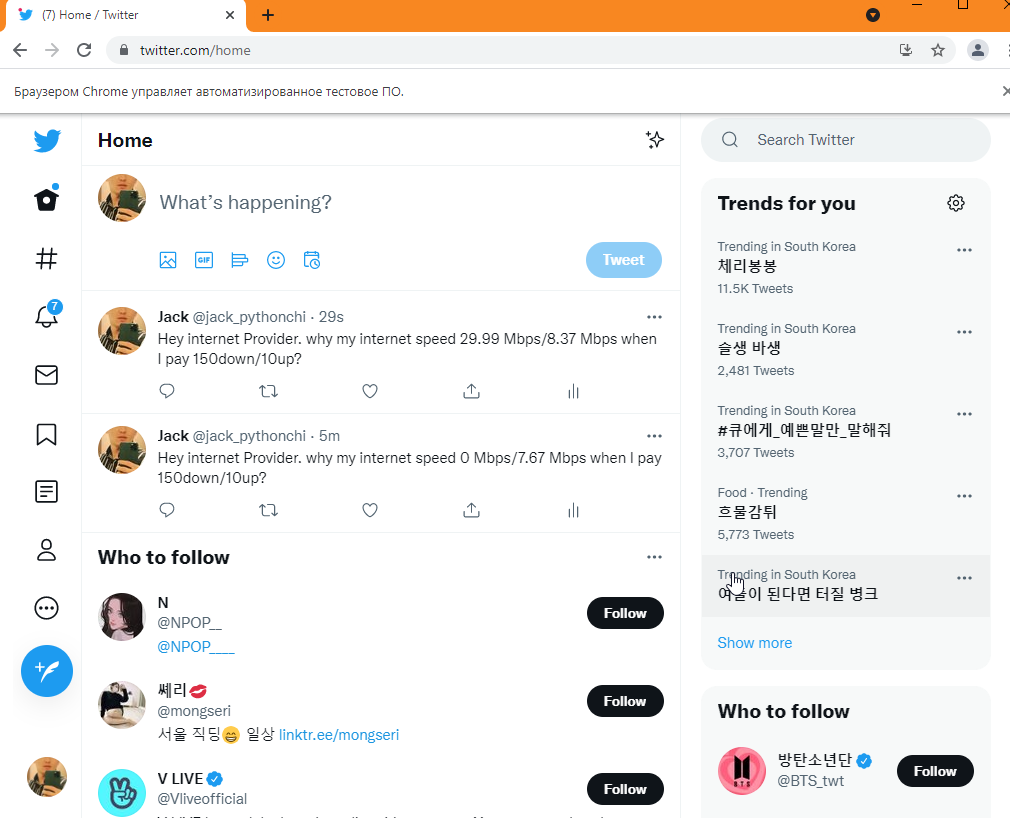 (7) Home / Twitter
twitter.com/home
Браузером Chrome управляет автоматизированное тестовое ПО.
Home
What's happening?
GIF
Tweet
7
Jack @jack_pythonchi · 29s
Hey internet Provider. why my internet speed 29.99 Mbps/8.37 Mbps when
I pay 150down/10up?
Jack @jack_pythonchi · 5m
Hey internet Provider. why my internet speed 0 Mbps/7.67 Mbps when I pay
150down/10up?
Who to follow
N
@NPOP__
@NPOP____
Follow
쎄리💋
@mongseri
서울 직딩😁 일상 linktr.ee/mongseri
Follow
V LIVE
@Vliveofficial
Follow
Search Twitter
Trends for you
Trending in South Korea
체리봉봉
11.5K Tweets
Trending in South Korea
슬생 바생
2,481 Tweets
Trending in South Korea
#큐에게_예쁜말만_말해줘
3,707 Tweets
Food · Trending
흐물감튀
5,773 Tweets
Trending in South Korea
된다면 터질 병크
Show more
Who to follow
BTS
방탄소년단
@BTS_twt
Follow